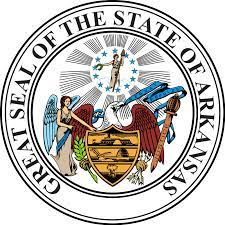 GREAT SEAL OF THE STATE OF ARKANSAS